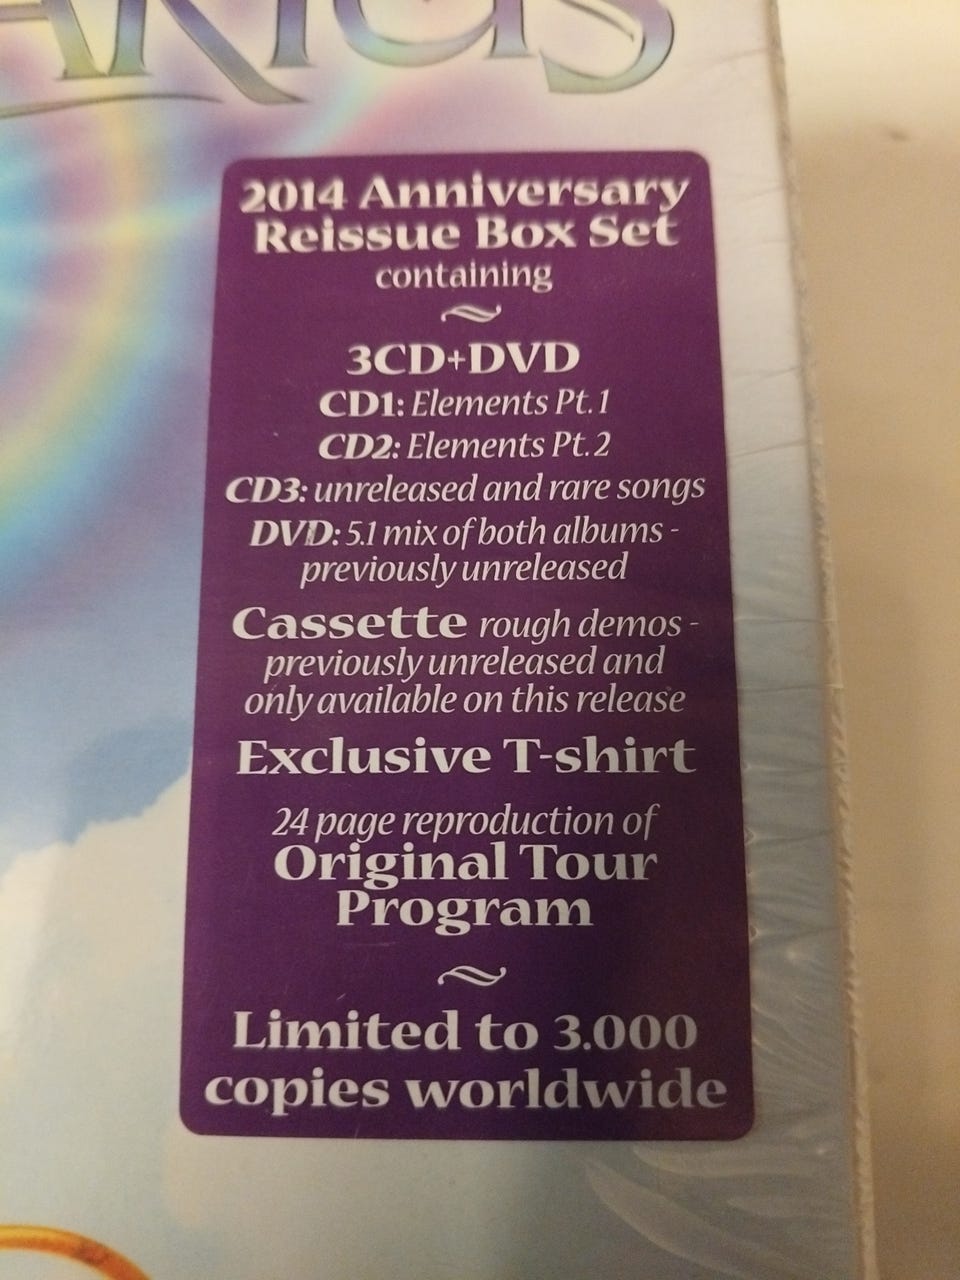 2014 Anniversary
Reissue Box Set
containing
3CD+DVD
CD1: Elements Pt. 1
CD2: Elements Pt. 2
CD3: unreleased and rare songs
DVD: 5.1 mix of both albums -
previously unreleased
Cassette rough demos -
previously unreleased and
only available on this release
Exclusive T-shirt
24 page reproduction of
Original Tour
Program
Limited to 3.000
copies worldwide